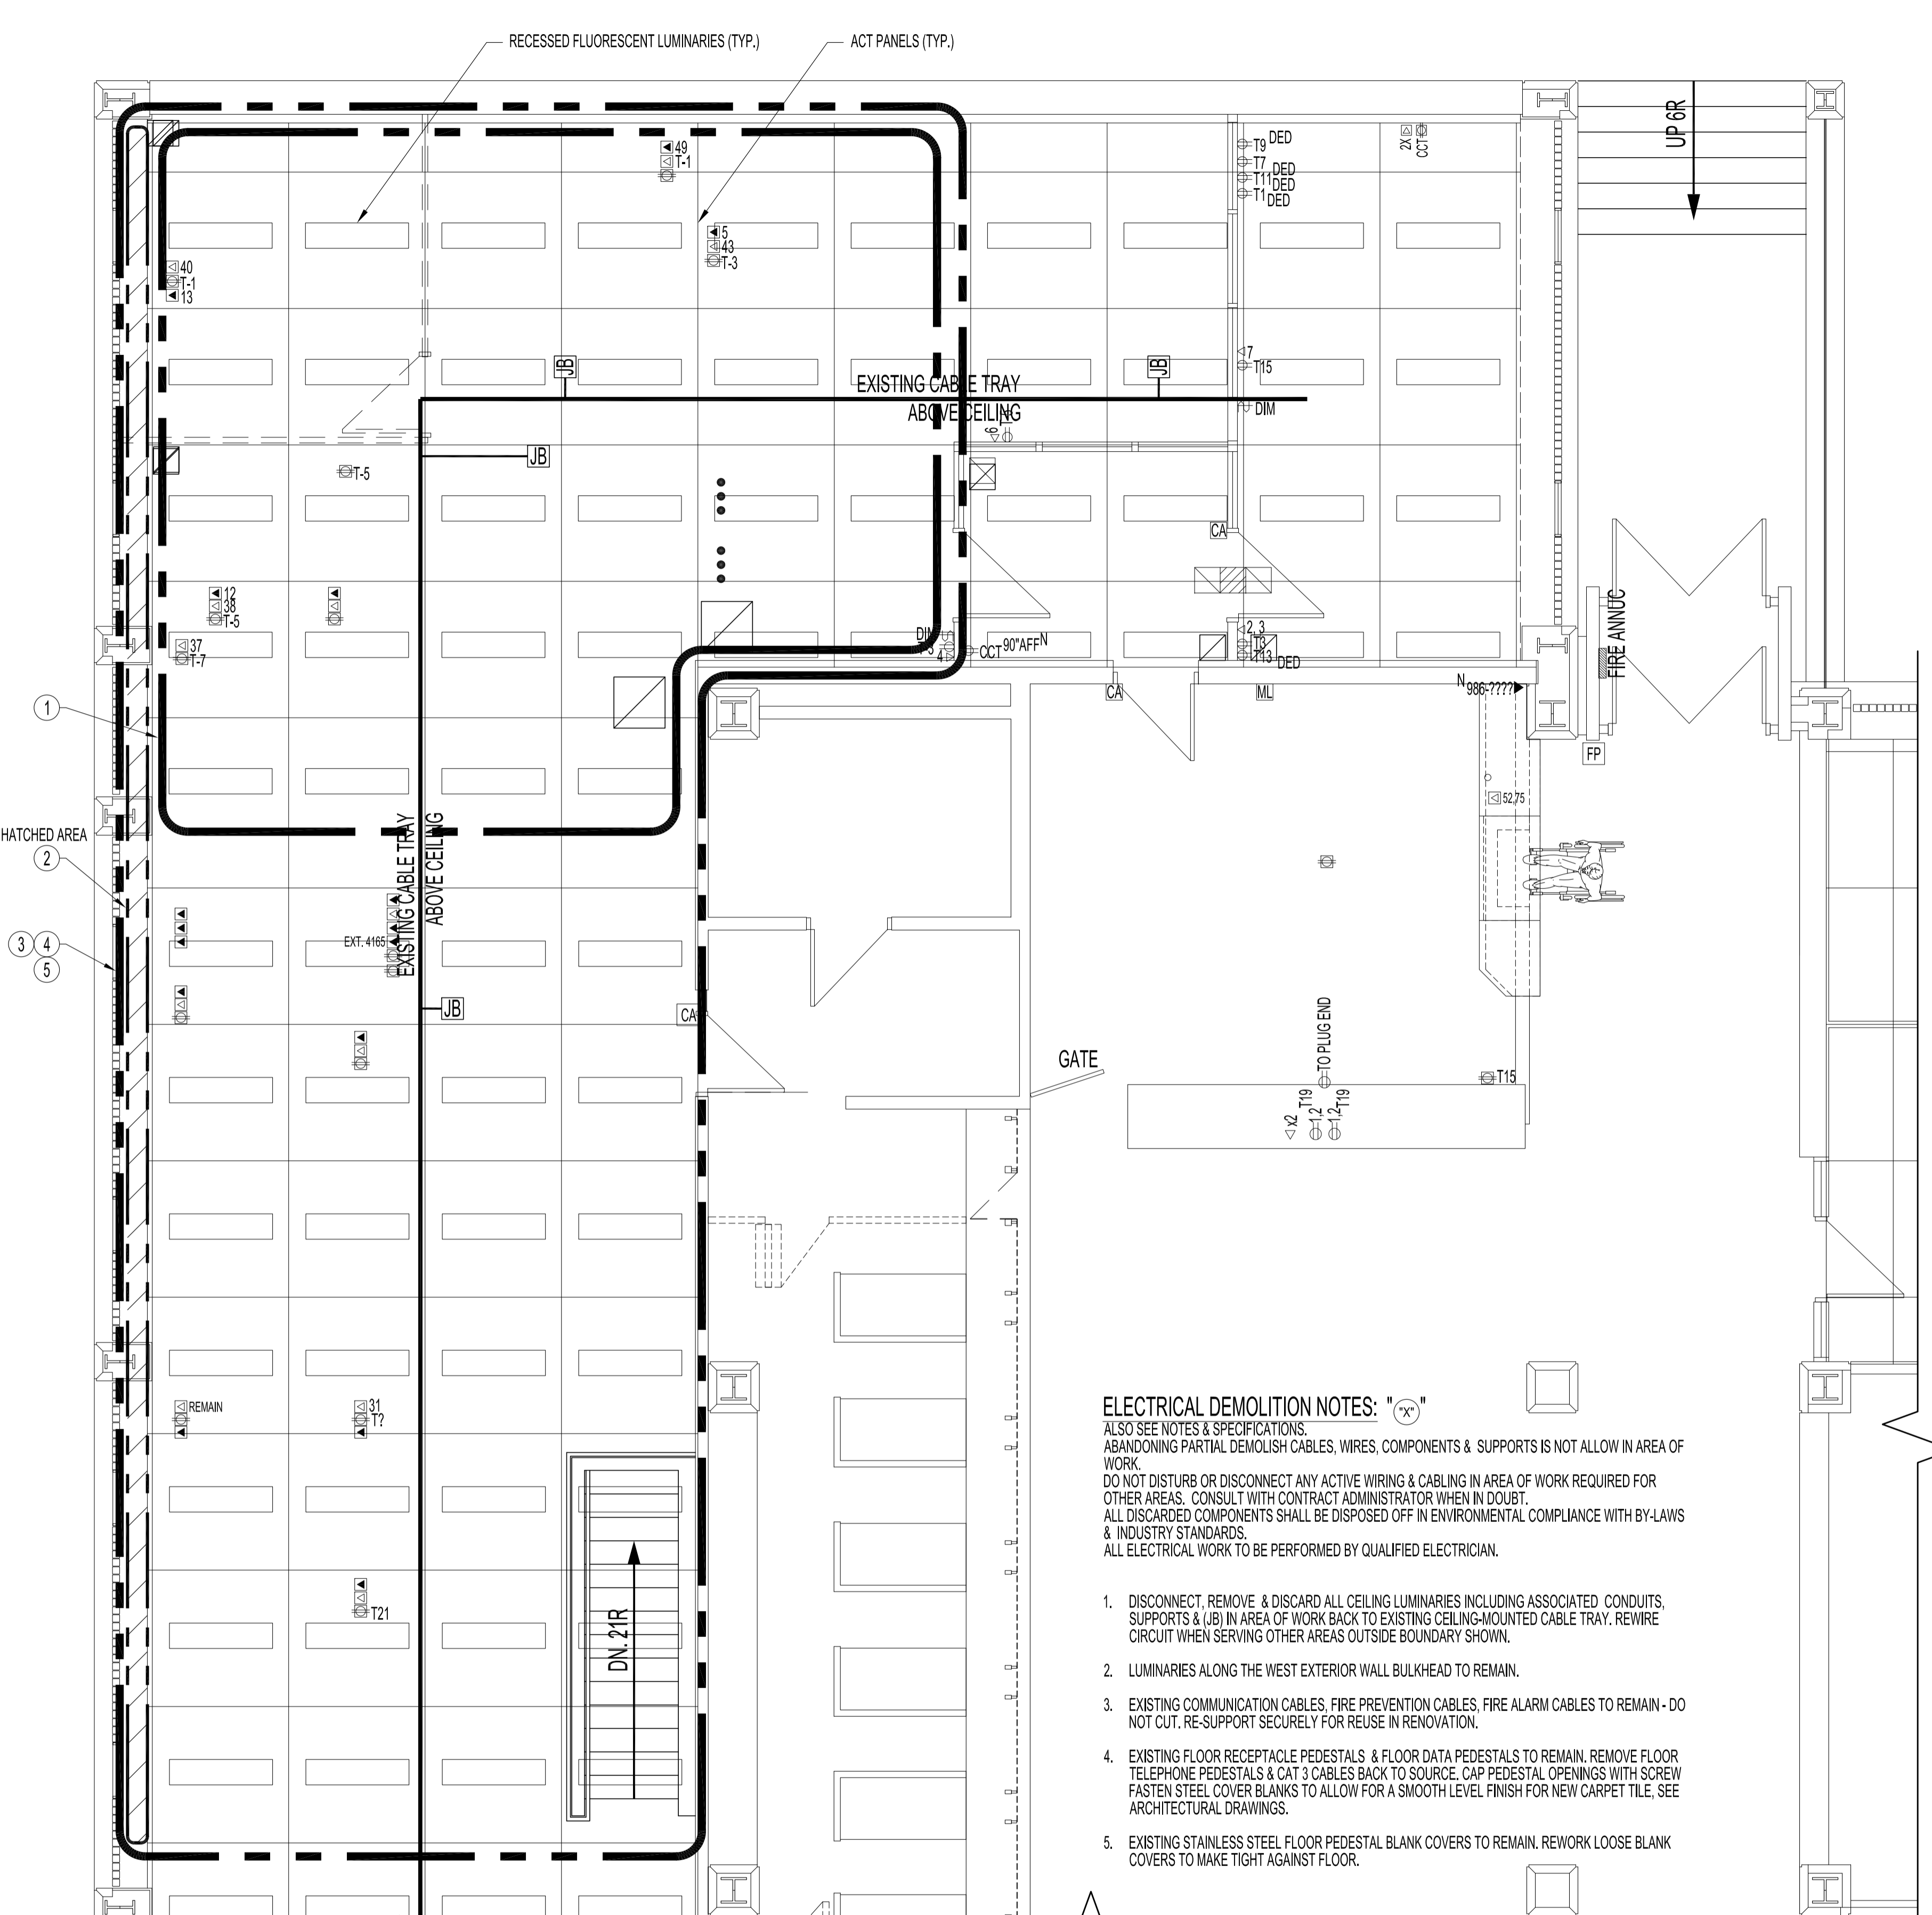 RECESSED FLUORESCENT LUMINARIES (TYP.)
ACT PANELS (TYP.)
UP 6R
49
T-1
T9 DED
T7 DED
T11 DED
T1 DED
2X
CCT
5
43
T-3
40
T-1
13
JB
JB
7
T15
EXISTING CABLE TRAY
ABOVE CEILING
DIM
6
JB
T-5
CA
12
38
T-5
37
T-7
FIRE ANNUC
DIM
4
CCT 90"AFF N
2, 3
T3
T13 DED
CA
ML
N 986-????
1
FP
52,75
HATCHED AREA
2
EXISTING CABLE TRAY
ABOVE CEILING
EXT. 4165
3
4
5
JB
CA
GATE
TO PLUG END
T15
x2
1,2 T19
1,2 T19
REMAIN
31
T?
T21
DN. 21R
ELECTRICAL DEMOLITION NOTES: " "X" "
ALSO SEE NOTES & SPECIFICATIONS.
ABANDONING PARTIAL DEMOLISH CABLES, WIRES, COMPONENTS & SUPPORTS IS NOT ALLOW IN AREA OF
WORK.
DO NOT DISTURB OR DISCONNECT ANY ACTIVE WIRING & CABLING IN AREA OF WORK REQUIRED FOR
OTHER AREAS. CONSULT WITH CONTRACT ADMINISTRATOR WHEN IN DOUBT.
ALL DISCARDED COMPONENTS SHALL BE DISPOSED OFF IN ENVIRONMENTAL COMPLIANCE WITH BY-LAWS
& INDUSTRY STANDARDS.
ALL ELECTRICAL WORK TO BE PERFORMED BY QUALIFIED ELECTRICIAN.
1. DISCONNECT, REMOVE & DISCARD ALL CEILING LUMINARIES INCLUDING ASSOCIATED CONDUITS,
SUPPORTS & (JB) IN AREA OF WORK BACK TO EXISTING CEILING-MOUNTED CABLE TRAY. REWIRE
CIRCUIT WHEN SERVING OTHER AREAS OUTSIDE BOUNDARY SHOWN.
2. LUMINARIES ALONG THE WEST EXTERIOR WALL BULKHEAD TO REMAIN.
3. EXISTING COMMUNICATION CABLES, FIRE PREVENTION CABLES, FIRE ALARM CABLES TO REMAIN - DO
NOT CUT. RE-SUPPORT SECURELY FOR REUSE IN RENOVATION.
4. EXISTING FLOOR RECEPTACLE PEDESTALS & FLOOR DATA PEDESTALS TO REMAIN. REMOVE FLOOR
TELEPHONE PEDESTALS & CAT 3 CABLES BACK TO SOURCE. CAP PEDESTAL OPENINGS WITH SCREW
FASTEN STEEL COVER BLANKS TO ALLOW FOR A SMOOTH LEVEL FINISH FOR NEW CARPET TILE, SEE
ARCHITECTURAL DRAWINGS.
5. EXISTING STAINLESS STEEL FLOOR PEDESTAL BLANK COVERS TO REMAIN. REWORK LOOSE BLANK
COVERS TO MAKE TIGHT AGAINST FLOOR.